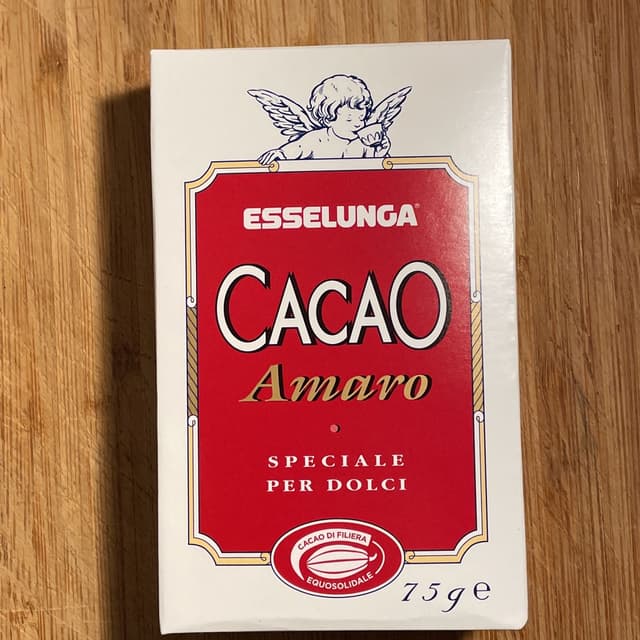 ESSELUNGA®
CACAO
Amaro
SPECIALE
PER DOLCI
CACAO DI FILIERA
EQUOSOLIDALE
75g e